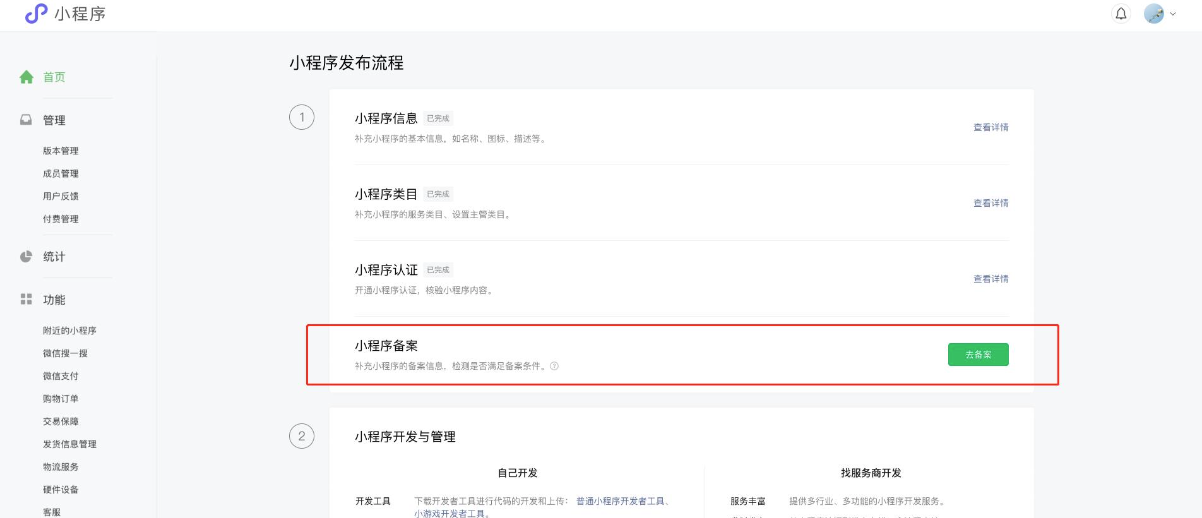 小程序
首页
管理
版本管理
成员管理
用户反馈
付费管理
统计
功能
附近的小程序
微信搜一搜
微信支付
购物订单
交易保障
发货信息管理
物流服务
硬件设备
客服
小程序发布流程
1
小程序信息 已完成
补充小程序的基本信息，如名称、图标、描述等。
查看详情
小程序类目 已完成
补充小程序的服务类目、设置主营类目。
查看详情
小程序认证 已完成
开通小程序认证，核验小程序内容。
查看详情
小程序备案
补充小程序的备案信息，检测是否满足备案条件。
去备案
2
小程序开发与管理
自己开发
开发工具 下载开发者工具进行代码的开发和上传： 普通小程序开发者工具、
小游戏开发者工具。
找服务商开发
服务丰富 提供多行业、多功能的小程序开发服务。